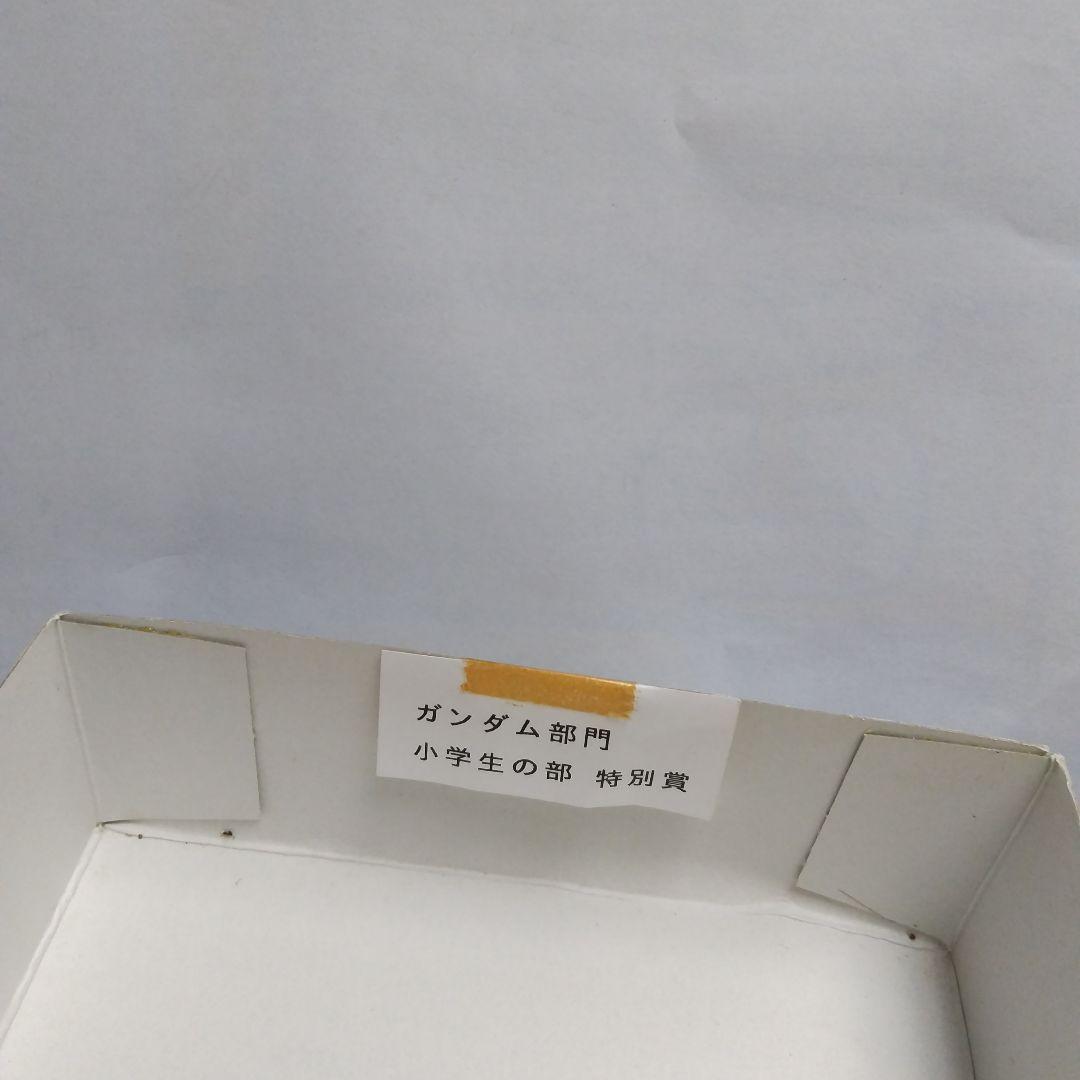 ガンダム部門
小学生の部 特別賞